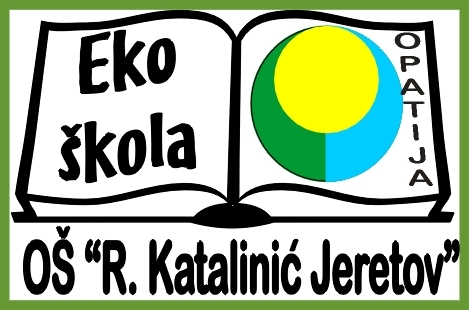 Eko
škola
OPATIJA
OŠ “R. Katalinić Jeretov”